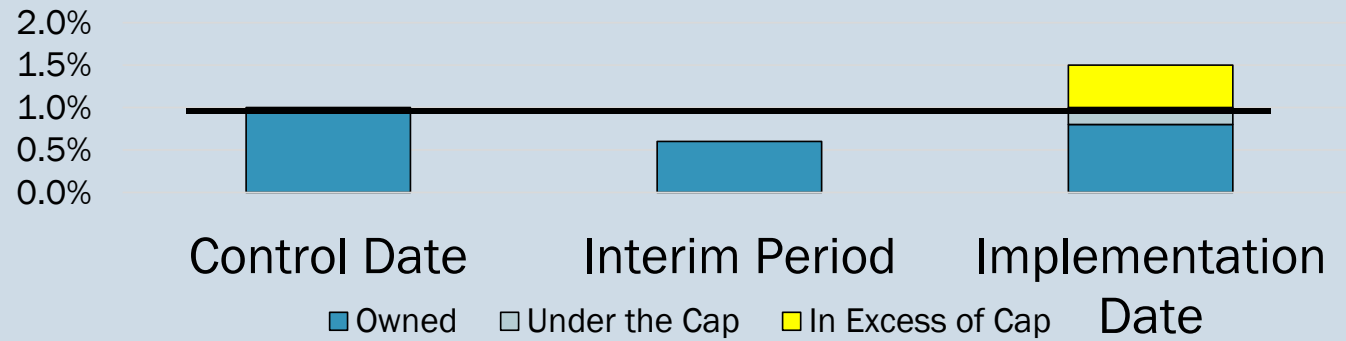 2.0%
1.5%
1.0%
0.5%
0.0%
Control Date
Interim Period
Implementation
Date
Owned
Under the Cap
In Excess of Cap